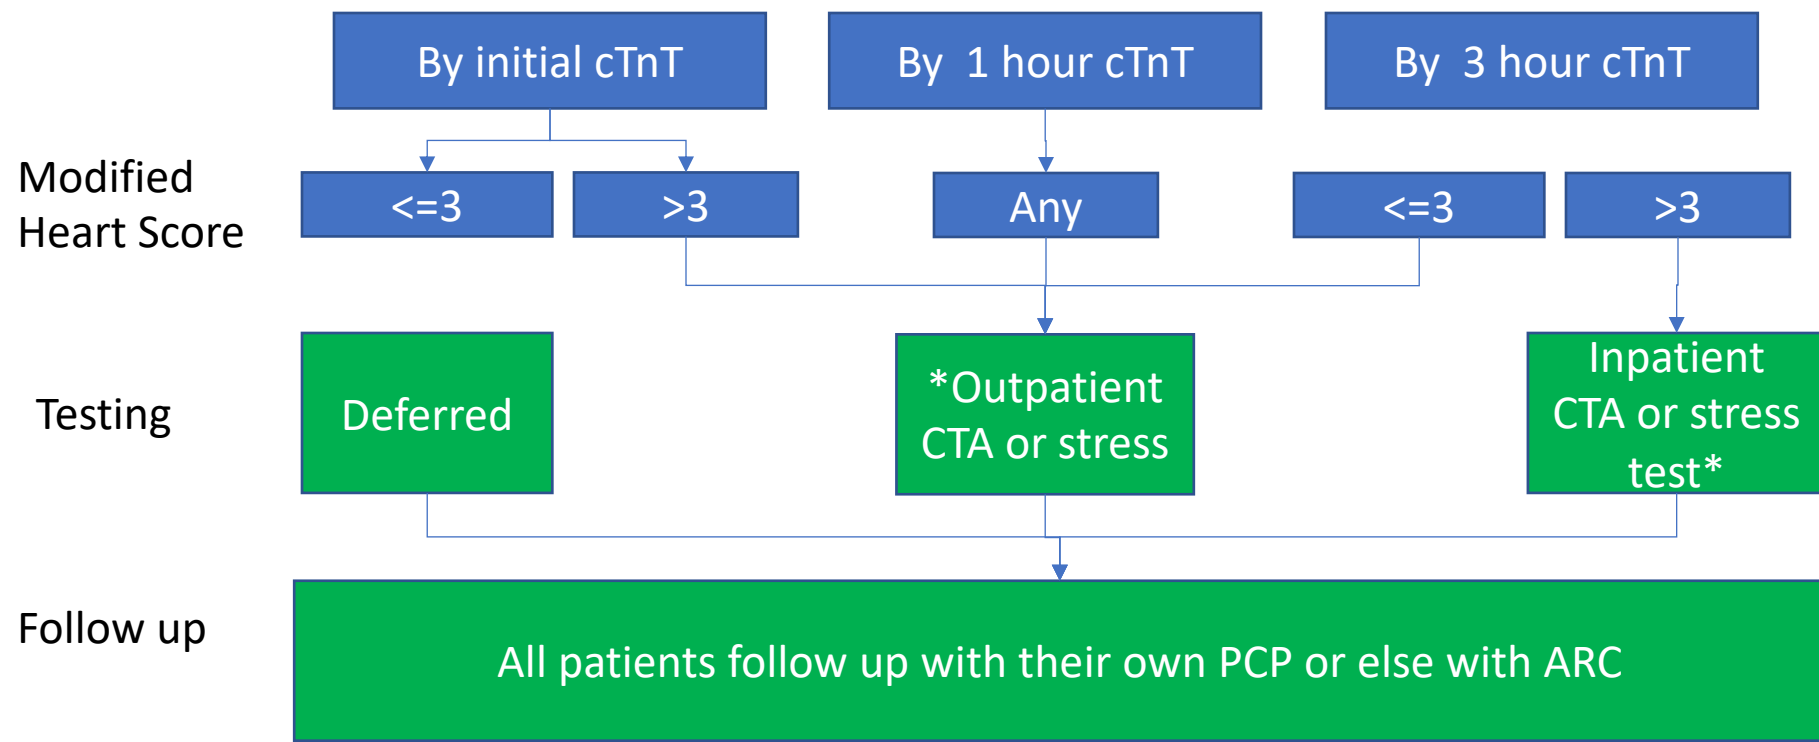 By initial cTnT
By 1 hour cTnT
By 3 hour cTnT
Modified
Heart Score
<=3
>3
Any
<=3
>3
Testing
Deferred
*Outpatient
CTA or stress
Inpatient
CTA or stress
test*
Follow up
All patients follow up with their own PCP or else with ARC